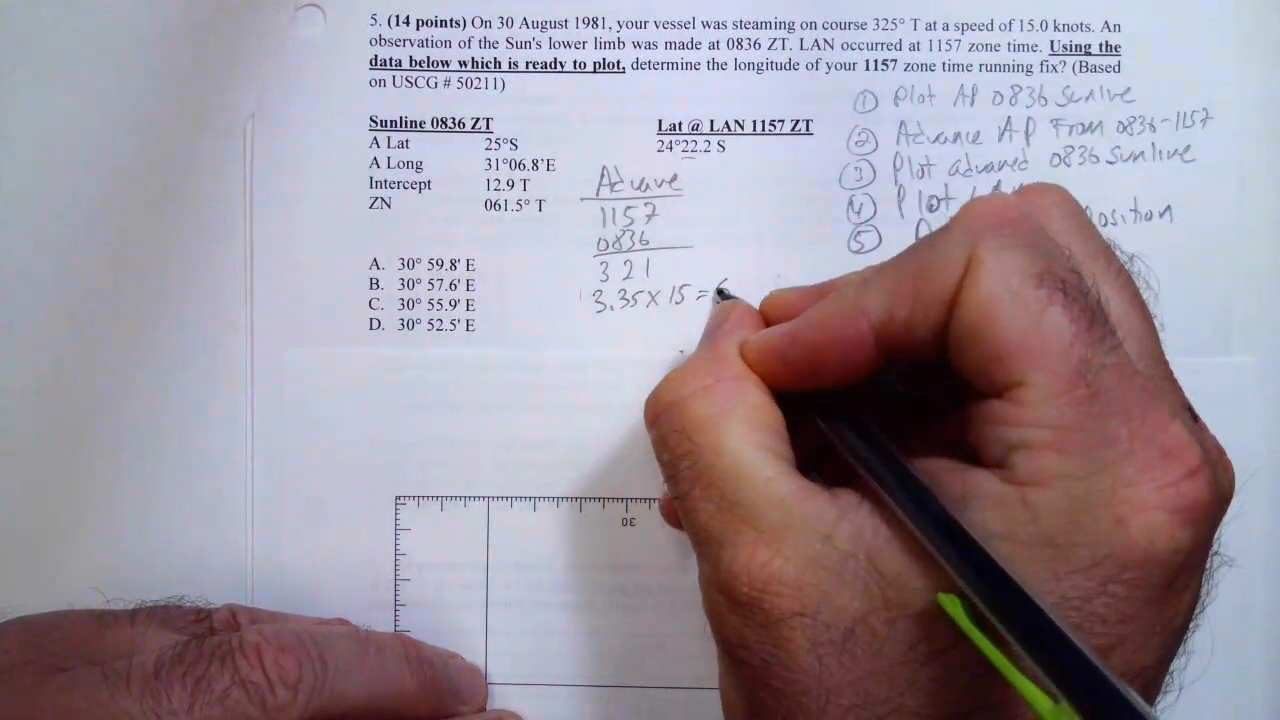 5. (14 points) On 30 August 1981, your vessel was steaming on course 325° T at a speed of 15.0 knots. An
observation of the Sun's lower limb was made at 0836 ZT. LAN occurred at 1157 zone time. Using the
data below which is ready to plot, determine the longitude of your 1157 zone time running fix? (Based
on USCG # 50211)
① Plot AP 0836 Sunline
② Advance AP From 0836-1157
③ Plot advanced 0836 Sunline
④ Plot
⑤ position
Sunline 0836 ZT
A Lat 25°S
A Long 31°06.8'E
Intercept 12.9 T
ZN 061.5° T
Lat @ LAN 1157 ZT
24°22.2 S
Advance
1157
0836
321
3.35 x 15 =
A. 30° 59.8' E
B. 30° 57.6' E
C. 30° 55.9' E
D. 30° 52.5' E
30